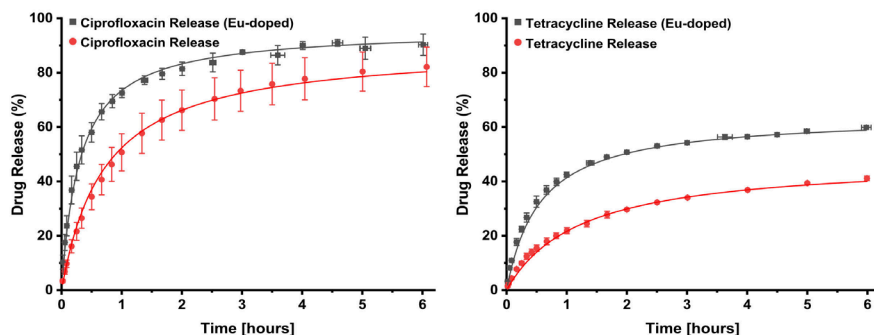 Ciprofloxacin Release (Eu-doped)
Ciprofloxacin Release
Drug Release (%)
100
80
60
40
20
0
0 1 2 3 4 5 6
Time [hours]
Tetracycline Release (Eu-doped)
Tetracycline Release
Drug Release (%)
100
80
60
40
20
0
0 1 2 3 4 5 6
Time [hours]